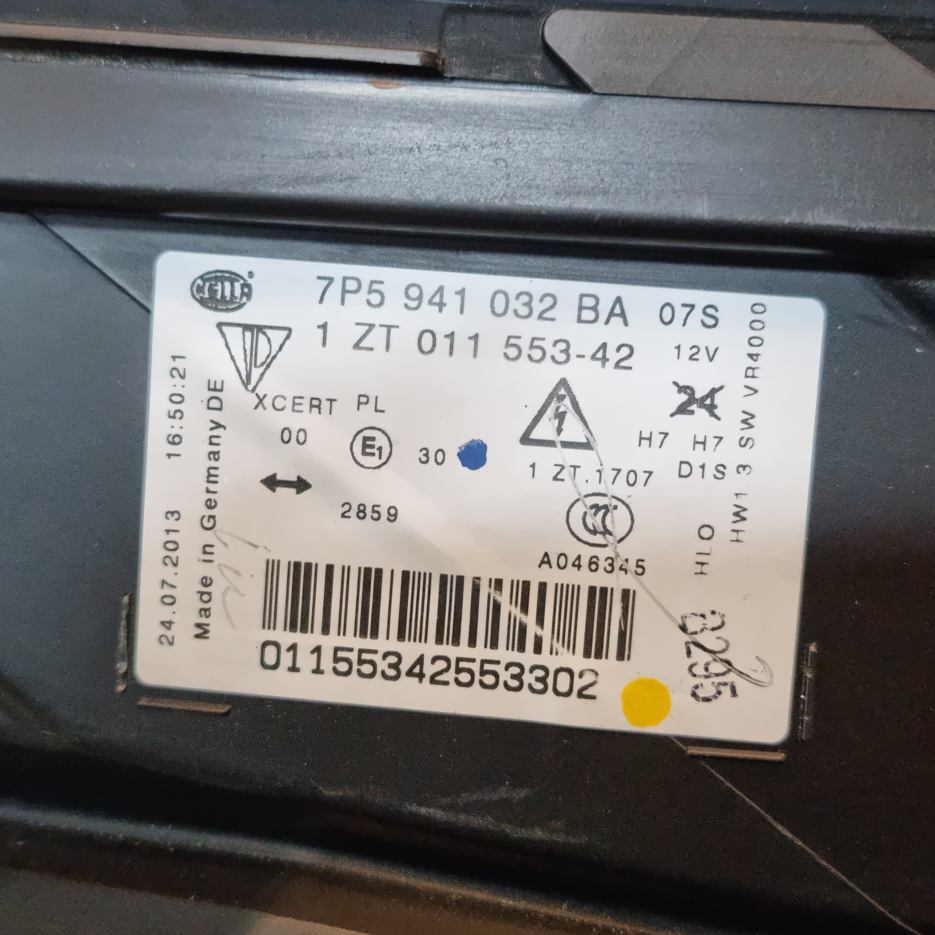 HELLA
7P5 941 032 BA 07S
1 ZT 011 553-42 12V
24
XCERT PL
00 E1 30
H7 H7
1 ZT.1707 D1S
2859
CCC
A046345
01155342553302
24.07.2013 16:50:21
Made in Germany DE
HLO
HW1.3 SW VR4000